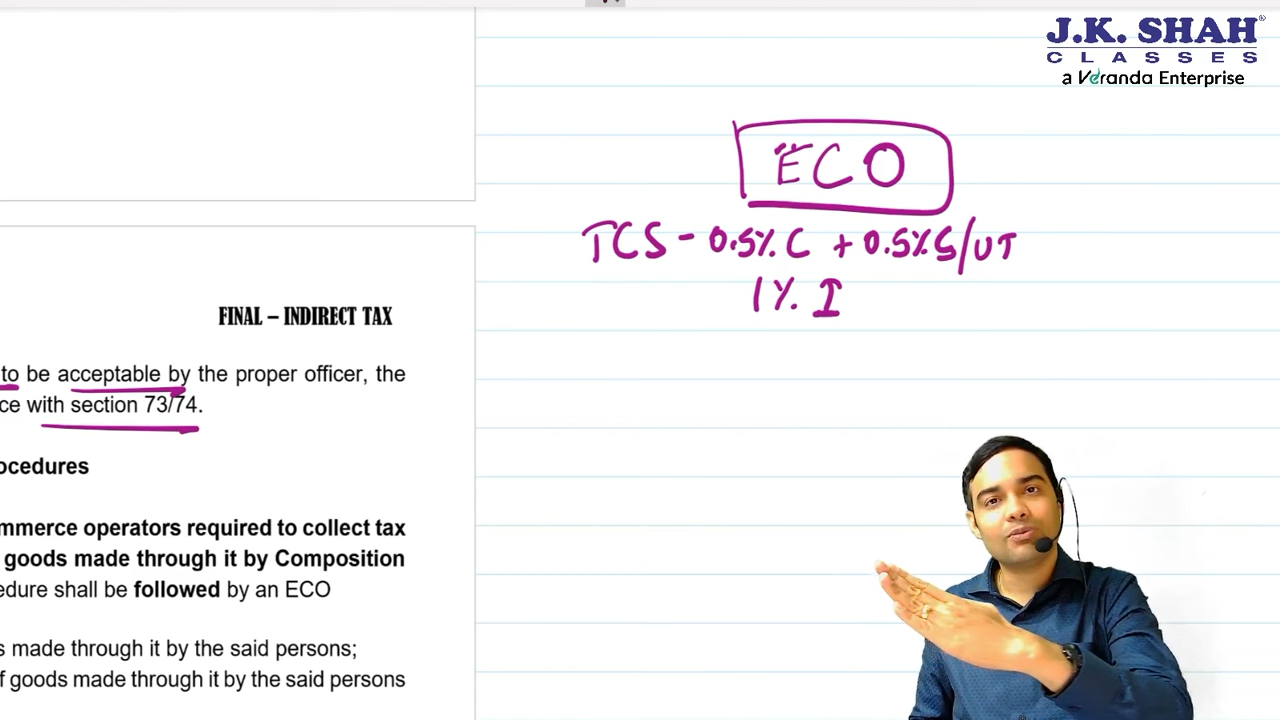 J.K. SHAH®
CLASSES
a Veranda Enterprise
ECO
TCS - 0.5% C + 0.5% S/UT
1% I
FINAL – INDIRECT TAX
to be acceptable by the proper officer, the
ce with section 73/74.
ocedures
mmerce operators required to collect tax
goods made through it by Composition
edure shall be followed by an ECO
s made through it by the said persons;
f goods made through it by the said persons